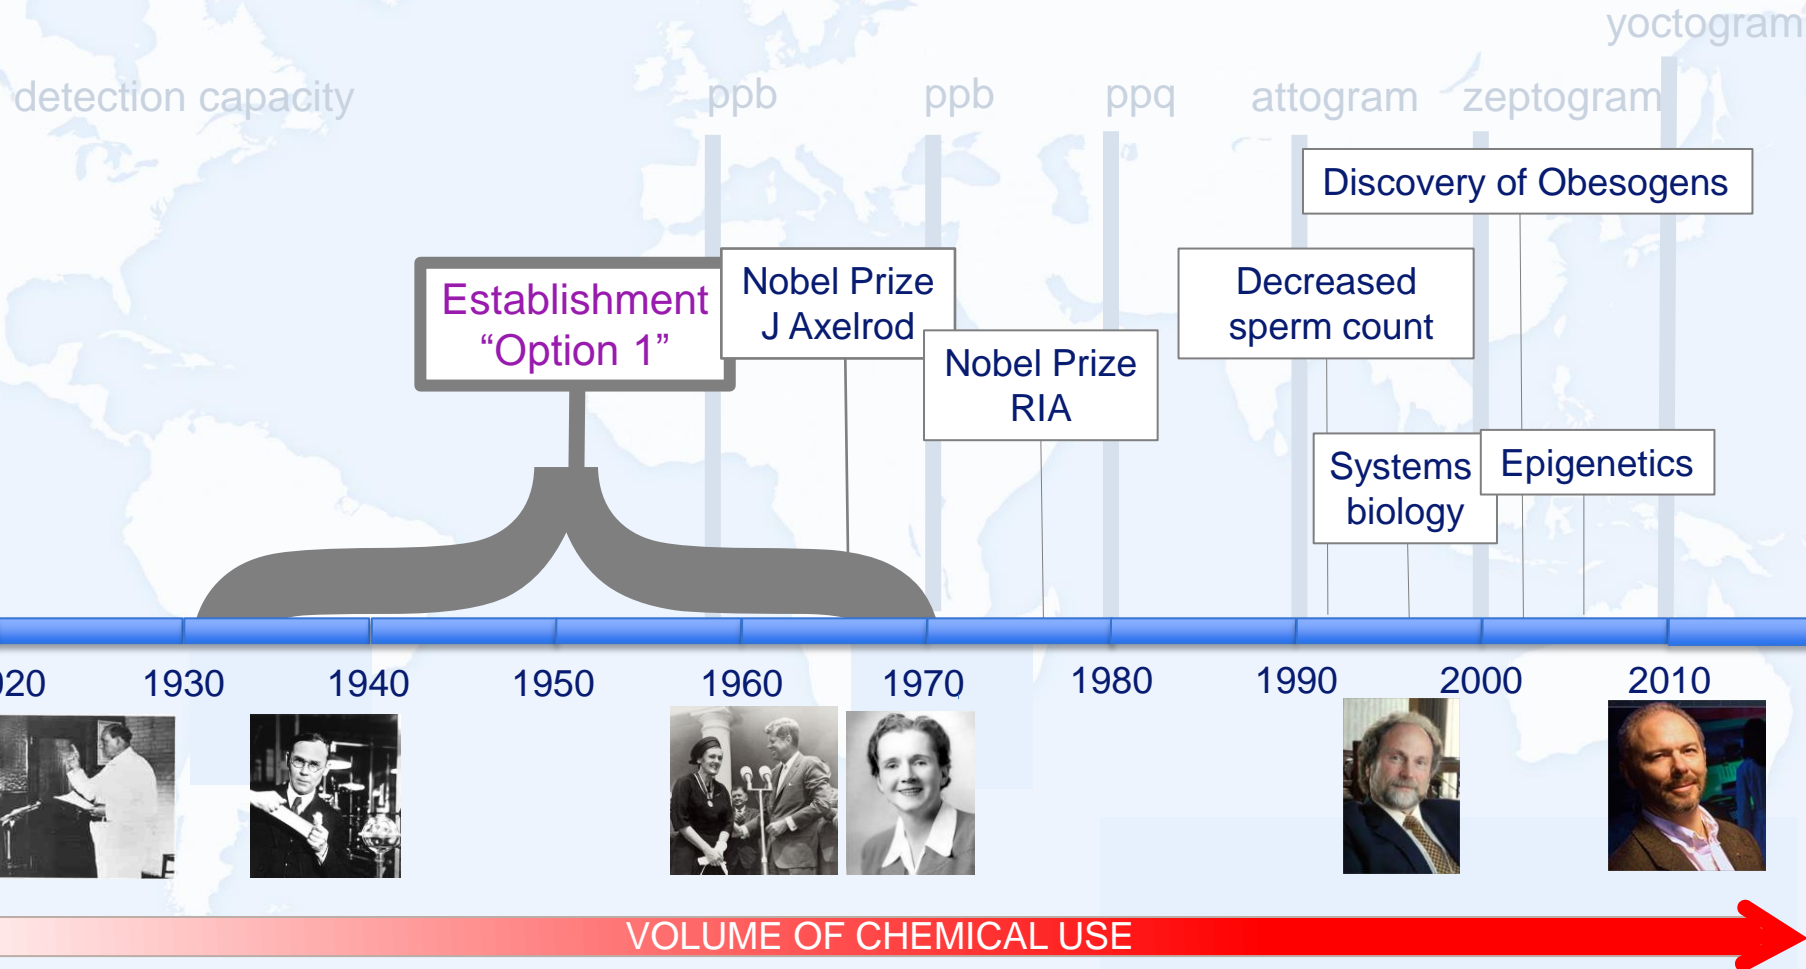 yoctogram
detection capacity
ppb
ppb
ppq
attogram
zeptogram
Discovery of Obesogens
Establishment
“Option 1”
Nobel Prize
J Axelrod
Nobel Prize
RIA
Decreased
sperm count
Systems
biology
Epigenetics
020
1930
1940
1950
1960
1970
1980
1990
2000
2010
VOLUME OF CHEMICAL USE